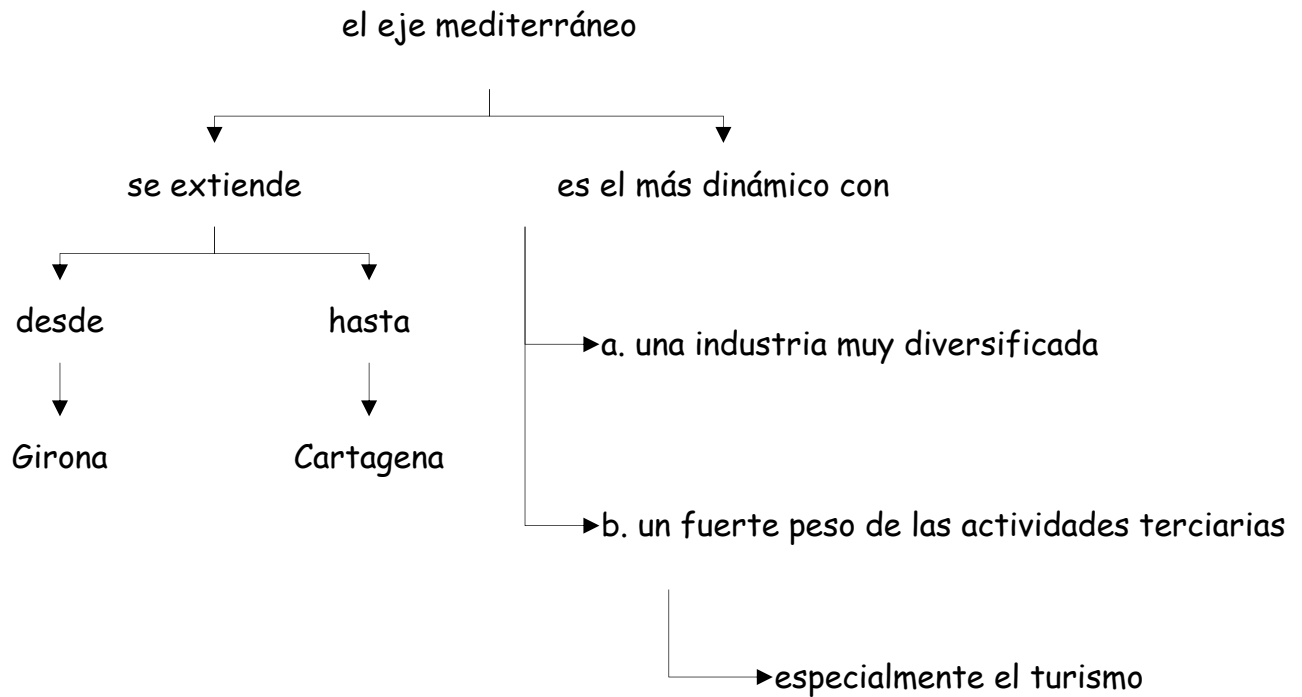 el eje mediterráneo
se extiende
es el más dinámico con
desde
hasta
a. una industria muy diversificada
Girona
Cartagena
b. un fuerte peso de las actividades terciarias
especialmente el turismo